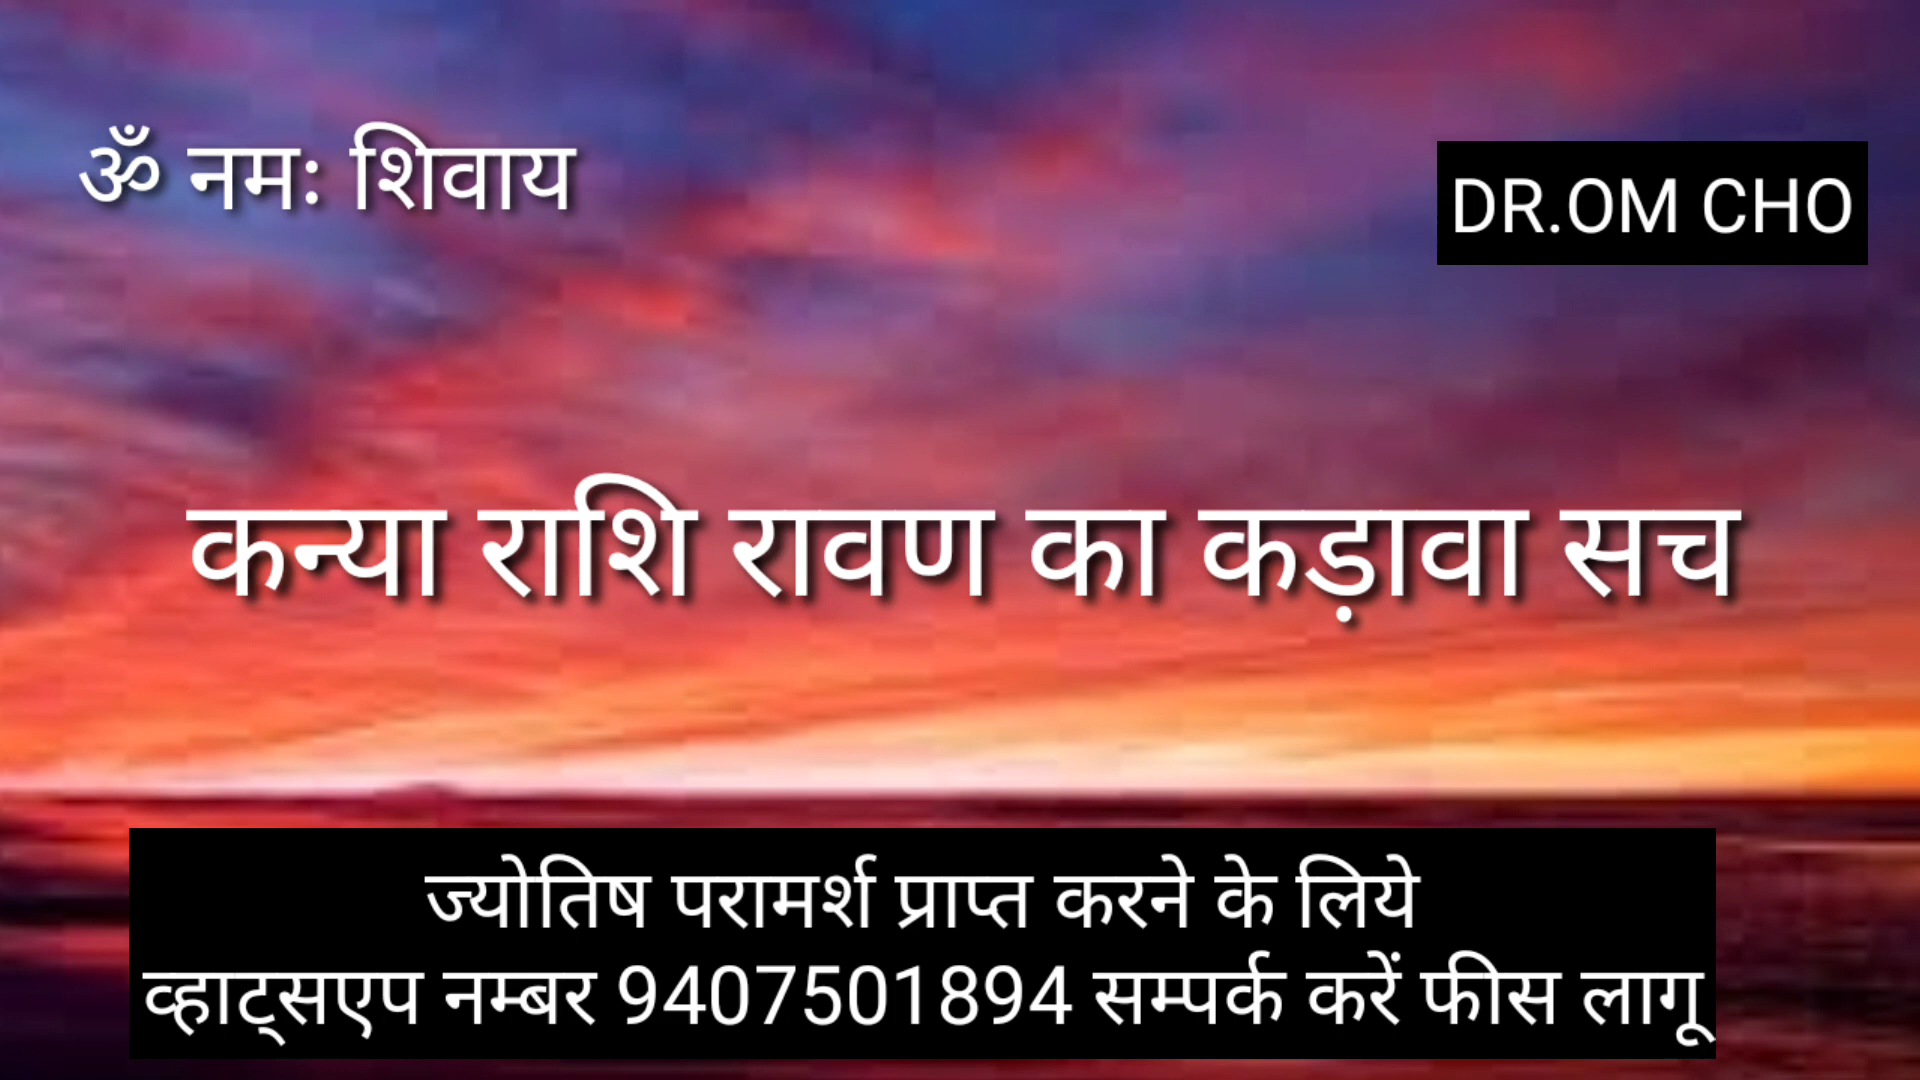 ॐ नमः शिवाय
DR.OM CHO
कन्या राशि रावण का कड़ावा सच
ज्योतिष परामर्श प्राप्त करने के लिये
व्हाट्सएप नम्बर 9407501894 सम्पर्क करें फीस लागू